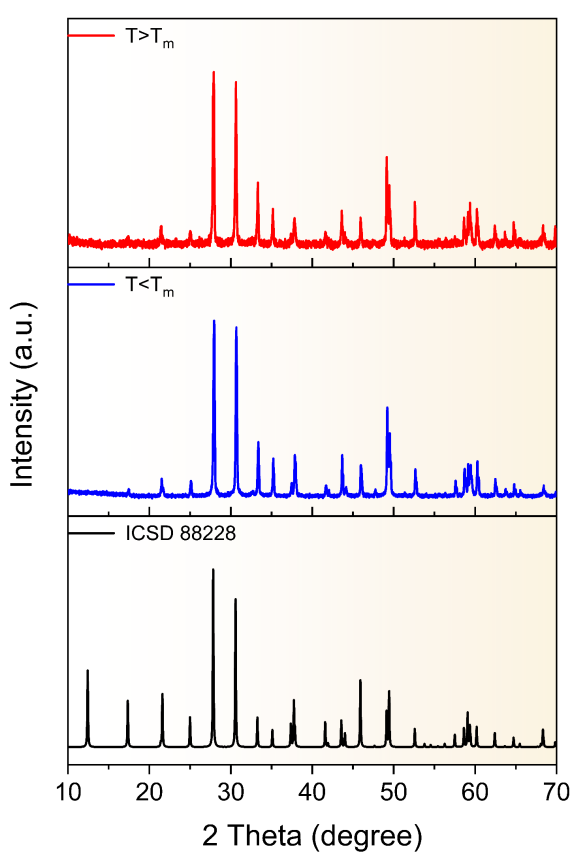 T>Tm
T<Tm
ICSD 88228
Intensity (a.u.)
10 20 30 40 50 60 70
2 Theta (degree)